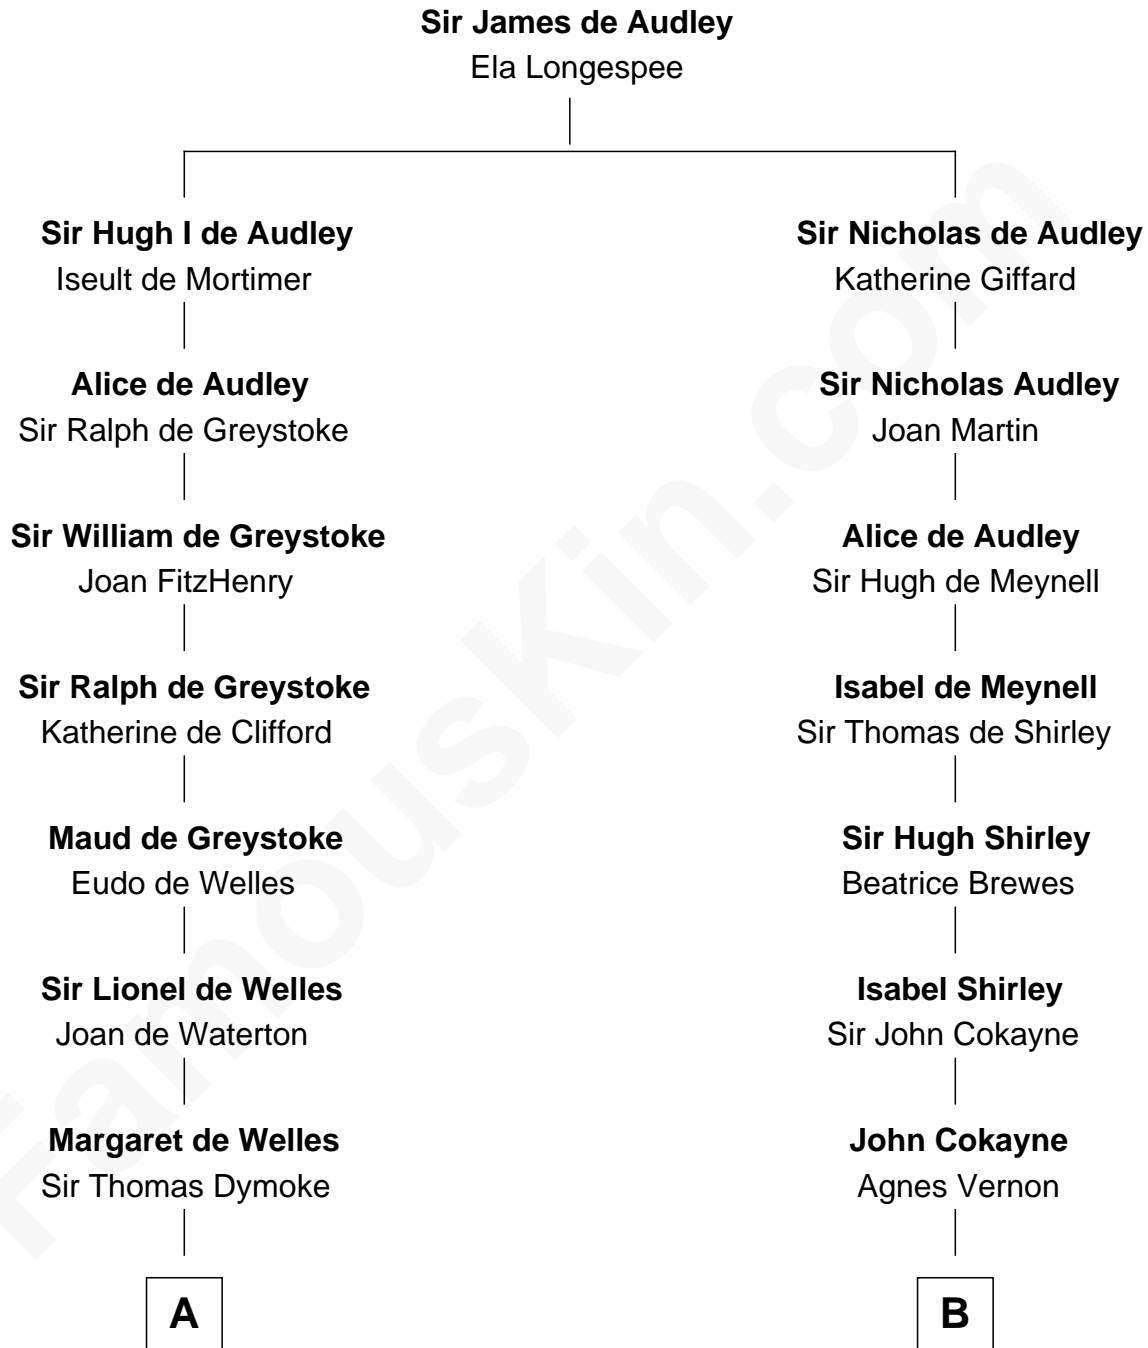 Sir James de Audley
Ela Longespee
Sir Hugh I de Audley
Iseult de Mortimer
Sir Nicholas de Audley
Katherine Giffard
Alice de Audley
Sir Ralph de Greystoke
Sir Nicholas Audley
Joan Martin
Sir William de Greystoke
Joan FitzHenry
Alice de Audley
Sir Hugh de Meynell
Sir Ralph de Greystoke
Katherine de Clifford
Isabel de Meynell
Sir Thomas de Shirley
Maud de Greystoke
Eudo de Welles
Sir Hugh Shirley
Beatrice Brewes
Sir Lionel de Welles
Joan de Waterton
Isabel Shirley
Sir John Cokayne
Margaret de Welles
Sir Thomas Dymoke
John Cokayne
Agnes Vernon
A
B
FamousKin.com